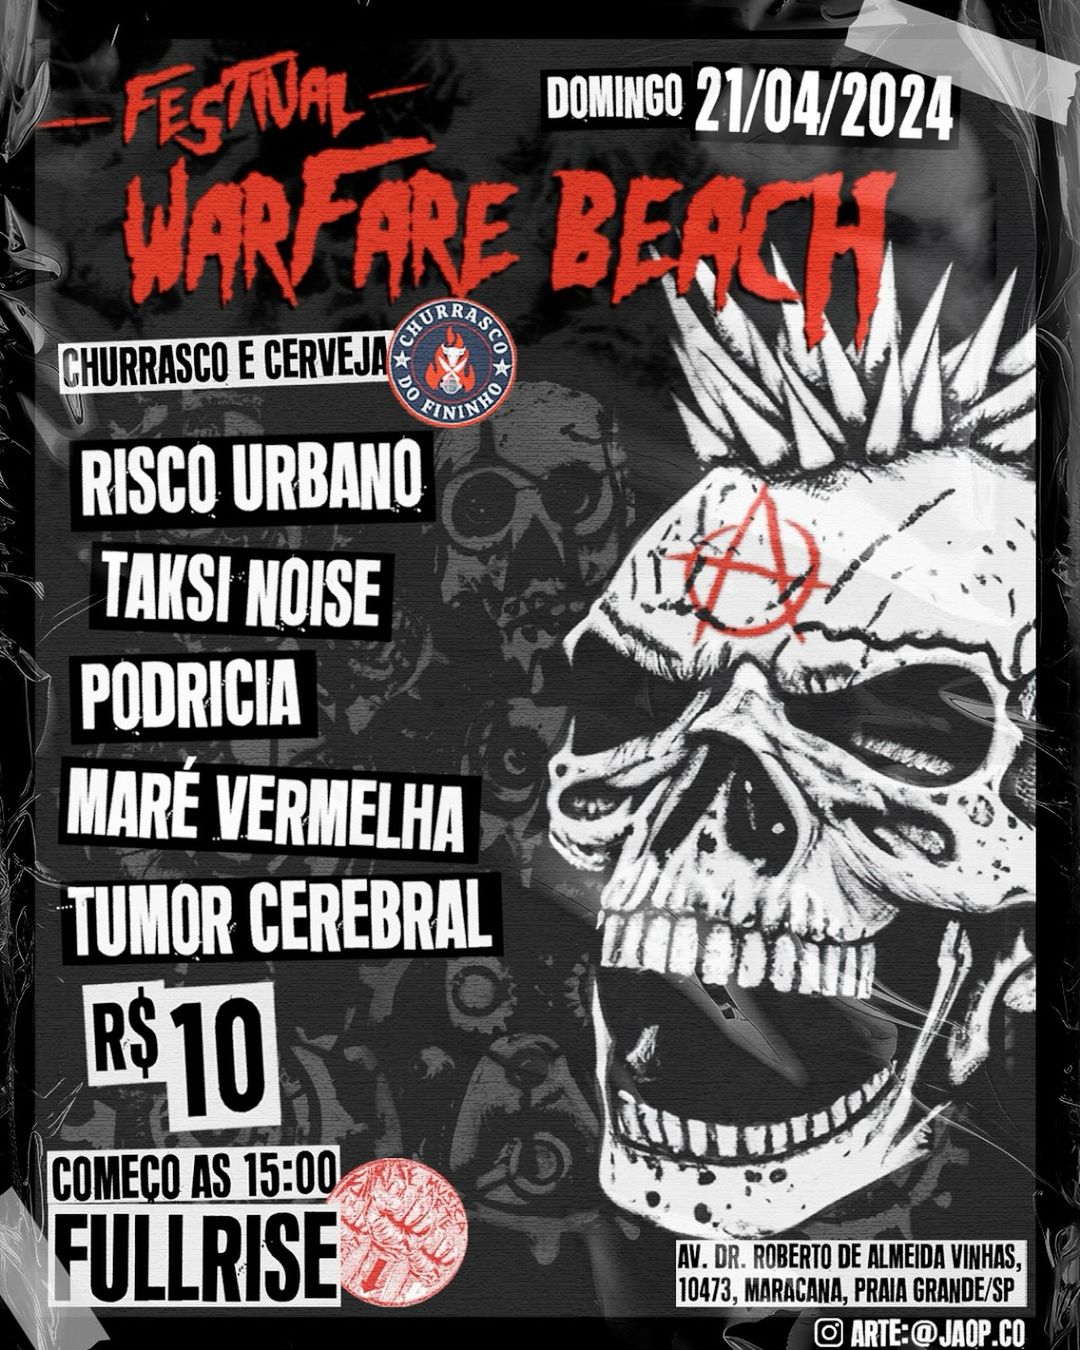 FESTIVAL
DOMINGO 21/04/2024
WARFARE BEACH
CHURRASCO E CERVEJA
CHURRASCO
DO FININHO
RISCO URBANO
TAKSI NOISE
PODRICIA
MARÉ VERMELHA
TUMOR CEREBRAL
R$ 10
COMEÇO AS 15:00
FULLRISE
AV. DR. ROBERTO DE ALMEIDA VINHAS,
10473, MARACANA, PRAIA GRANDE/SP
ARTE:@JAOP.CO